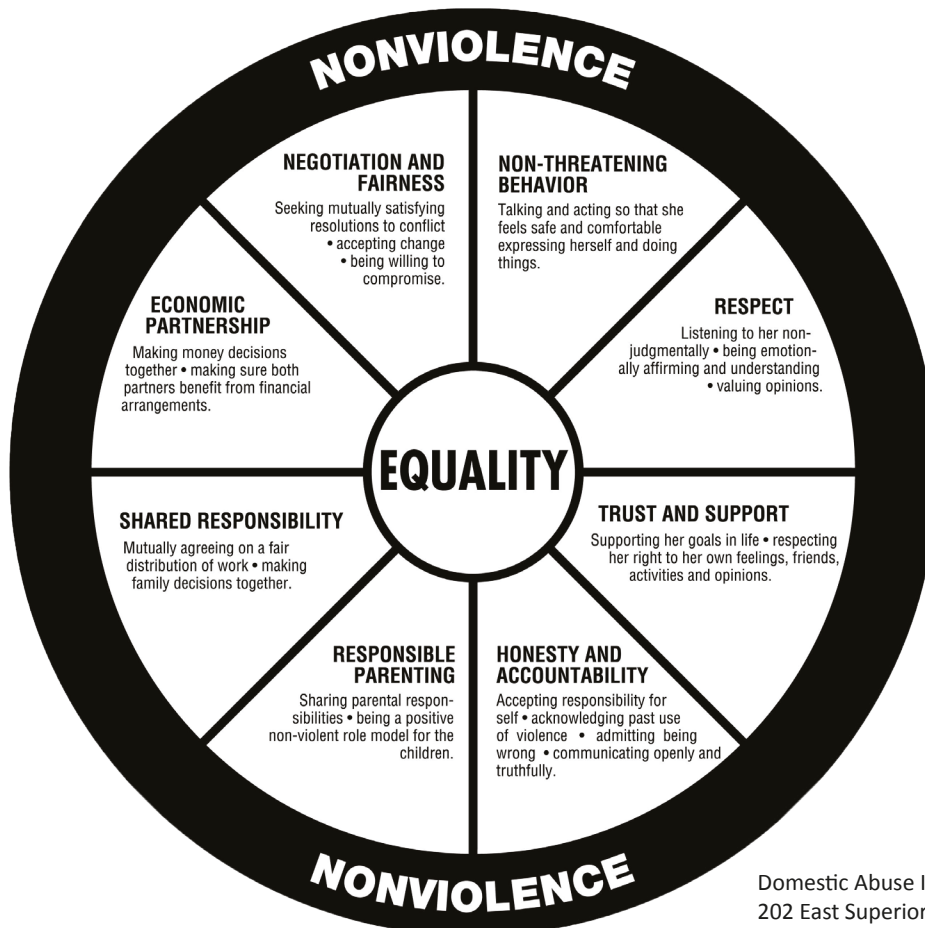 NONVIOLENCE
NEGOTIATION AND
FAIRNESS
Seeking mutually satisfying
resolutions to conflict
• accepting change
• being willing to
compromise.
NON-THREATENING
BEHAVIOR
Talking and acting so that she
feels safe and comfortable
expressing herself and doing
things.
ECONOMIC
PARTNERSHIP
Making money decisions
together • making sure both
partners benefit from financial
arrangements.
RESPECT
Listening to her non-
judgmentally • being emotion-
ally affirming and understanding
• valuing opinions.
EQUALITY
SHARED RESPONSIBILITY
Mutually agreeing on a fair
distribution of work • making
family decisions together.
TRUST AND SUPPORT
Supporting her goals in life • respecting
her right to her own feelings, friends,
activities and opinions.
RESPONSIBLE
PARENTING
Sharing parental respon-
sibilities • being a positive
non-violent role model for the
children.
HONESTY AND
ACCOUNTABILITY
Accepting responsibility for
self • acknowledging past use
of violence • admitting being
wrong • communicating openly and
truthfully.
NONVIOLENCE
Domestic Abuse
202 East Superior